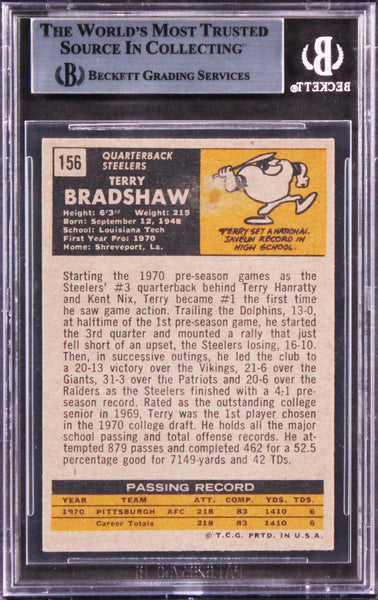 THE WORLD'S MOST TRUSTED
SOURCE IN COLLECTING
BECKETT GRADING SERVICES
BECKETT
156
QUARTERBACK
STEELERS
TERRY
BRADSHAW
Height: 6'3" Weight: 215
Born: September 12, 1948
School: Louisiana Tech
First Year Pro: 1970
Home: Shreveport, La.
TERRY SET A NATIONAL
JAVELIN RECORD IN
HIGH SCHOOL.
Starting the 1970 pre-season games as the
Steelers' #3 quarterback behind Terry Hanratty
and Kent Nix, Terry became #1 the first time
he saw game action. Trailing the Dolphins, 13-0,
at halftime of the 1st pre-season game, he started
the 3rd quarter and mounted a rally that just
fell short of an upset, the Steelers losing, 16-10.
Then, in successive outings, he led the club to
a 20-13 victory over the Vikings, 21-6 over the
Giants, 31-3 over the Patriots and 20-6 over the
Raiders as the Steelers finished with a 4-1 pre-
season record. Rated as the outstanding college
senior in 1969, Terry was the 1st player chosen
in the 1970 college draft. He holds all the major
school passing and total offense records. He at-
tempted 879 passes and completed 462 for a 52.5
percentage good for 7149 yards and 42 TDs.
PASSING RECORD
YEAR TEAM ATT. COMP. YDS. TDS.
1970 PITTSBURGH AFC 218 83 1410 6
Career Totals 218 83 1410 6
© T.C.G. PRTD. IN U.S.A.